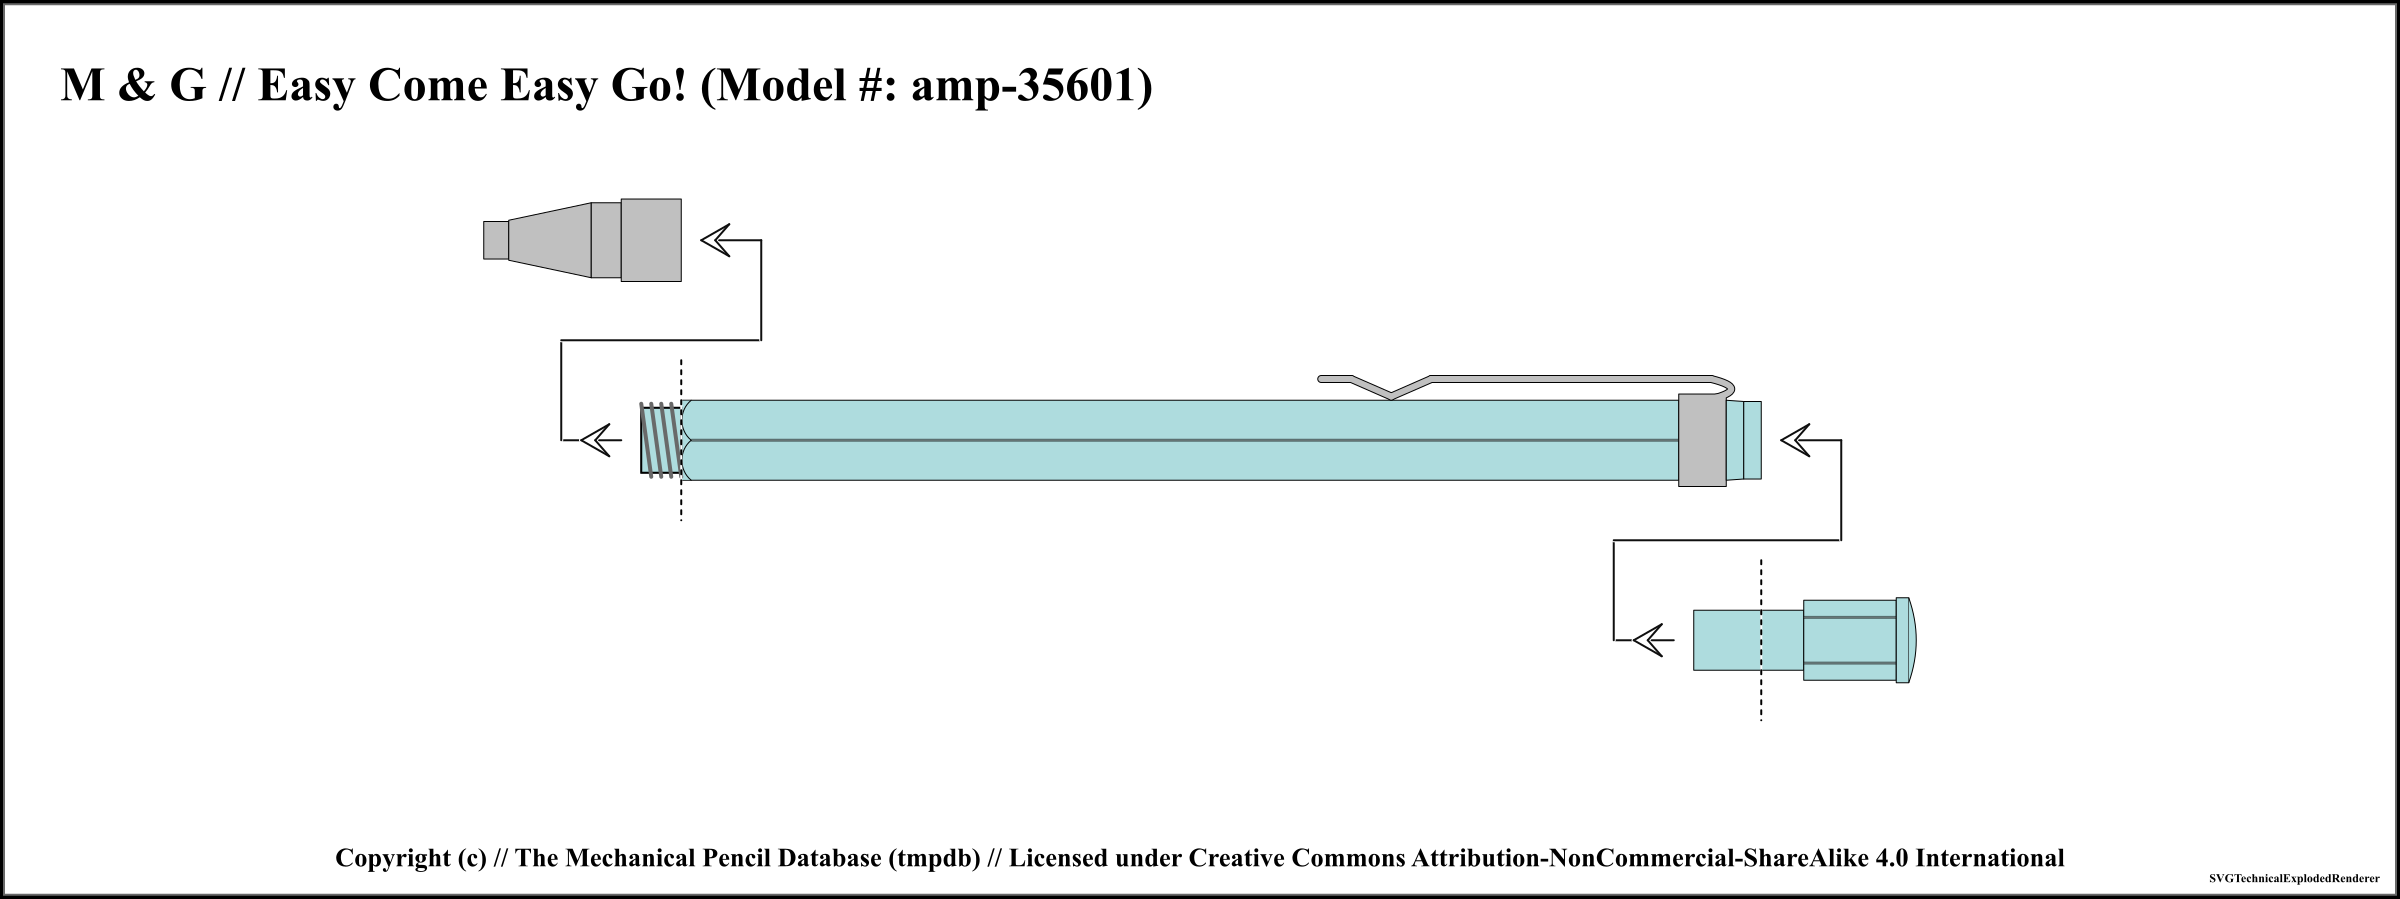 M & G // Easy Come Easy Go! (Model #: amp-35601)
Copyright (c) // The Mechanical Pencil Database (tmpdb) // Licensed under Creative Commons Attribution-NonCommercial-ShareAlike 4.0 International
SVGTechnicalExplodedRenderer